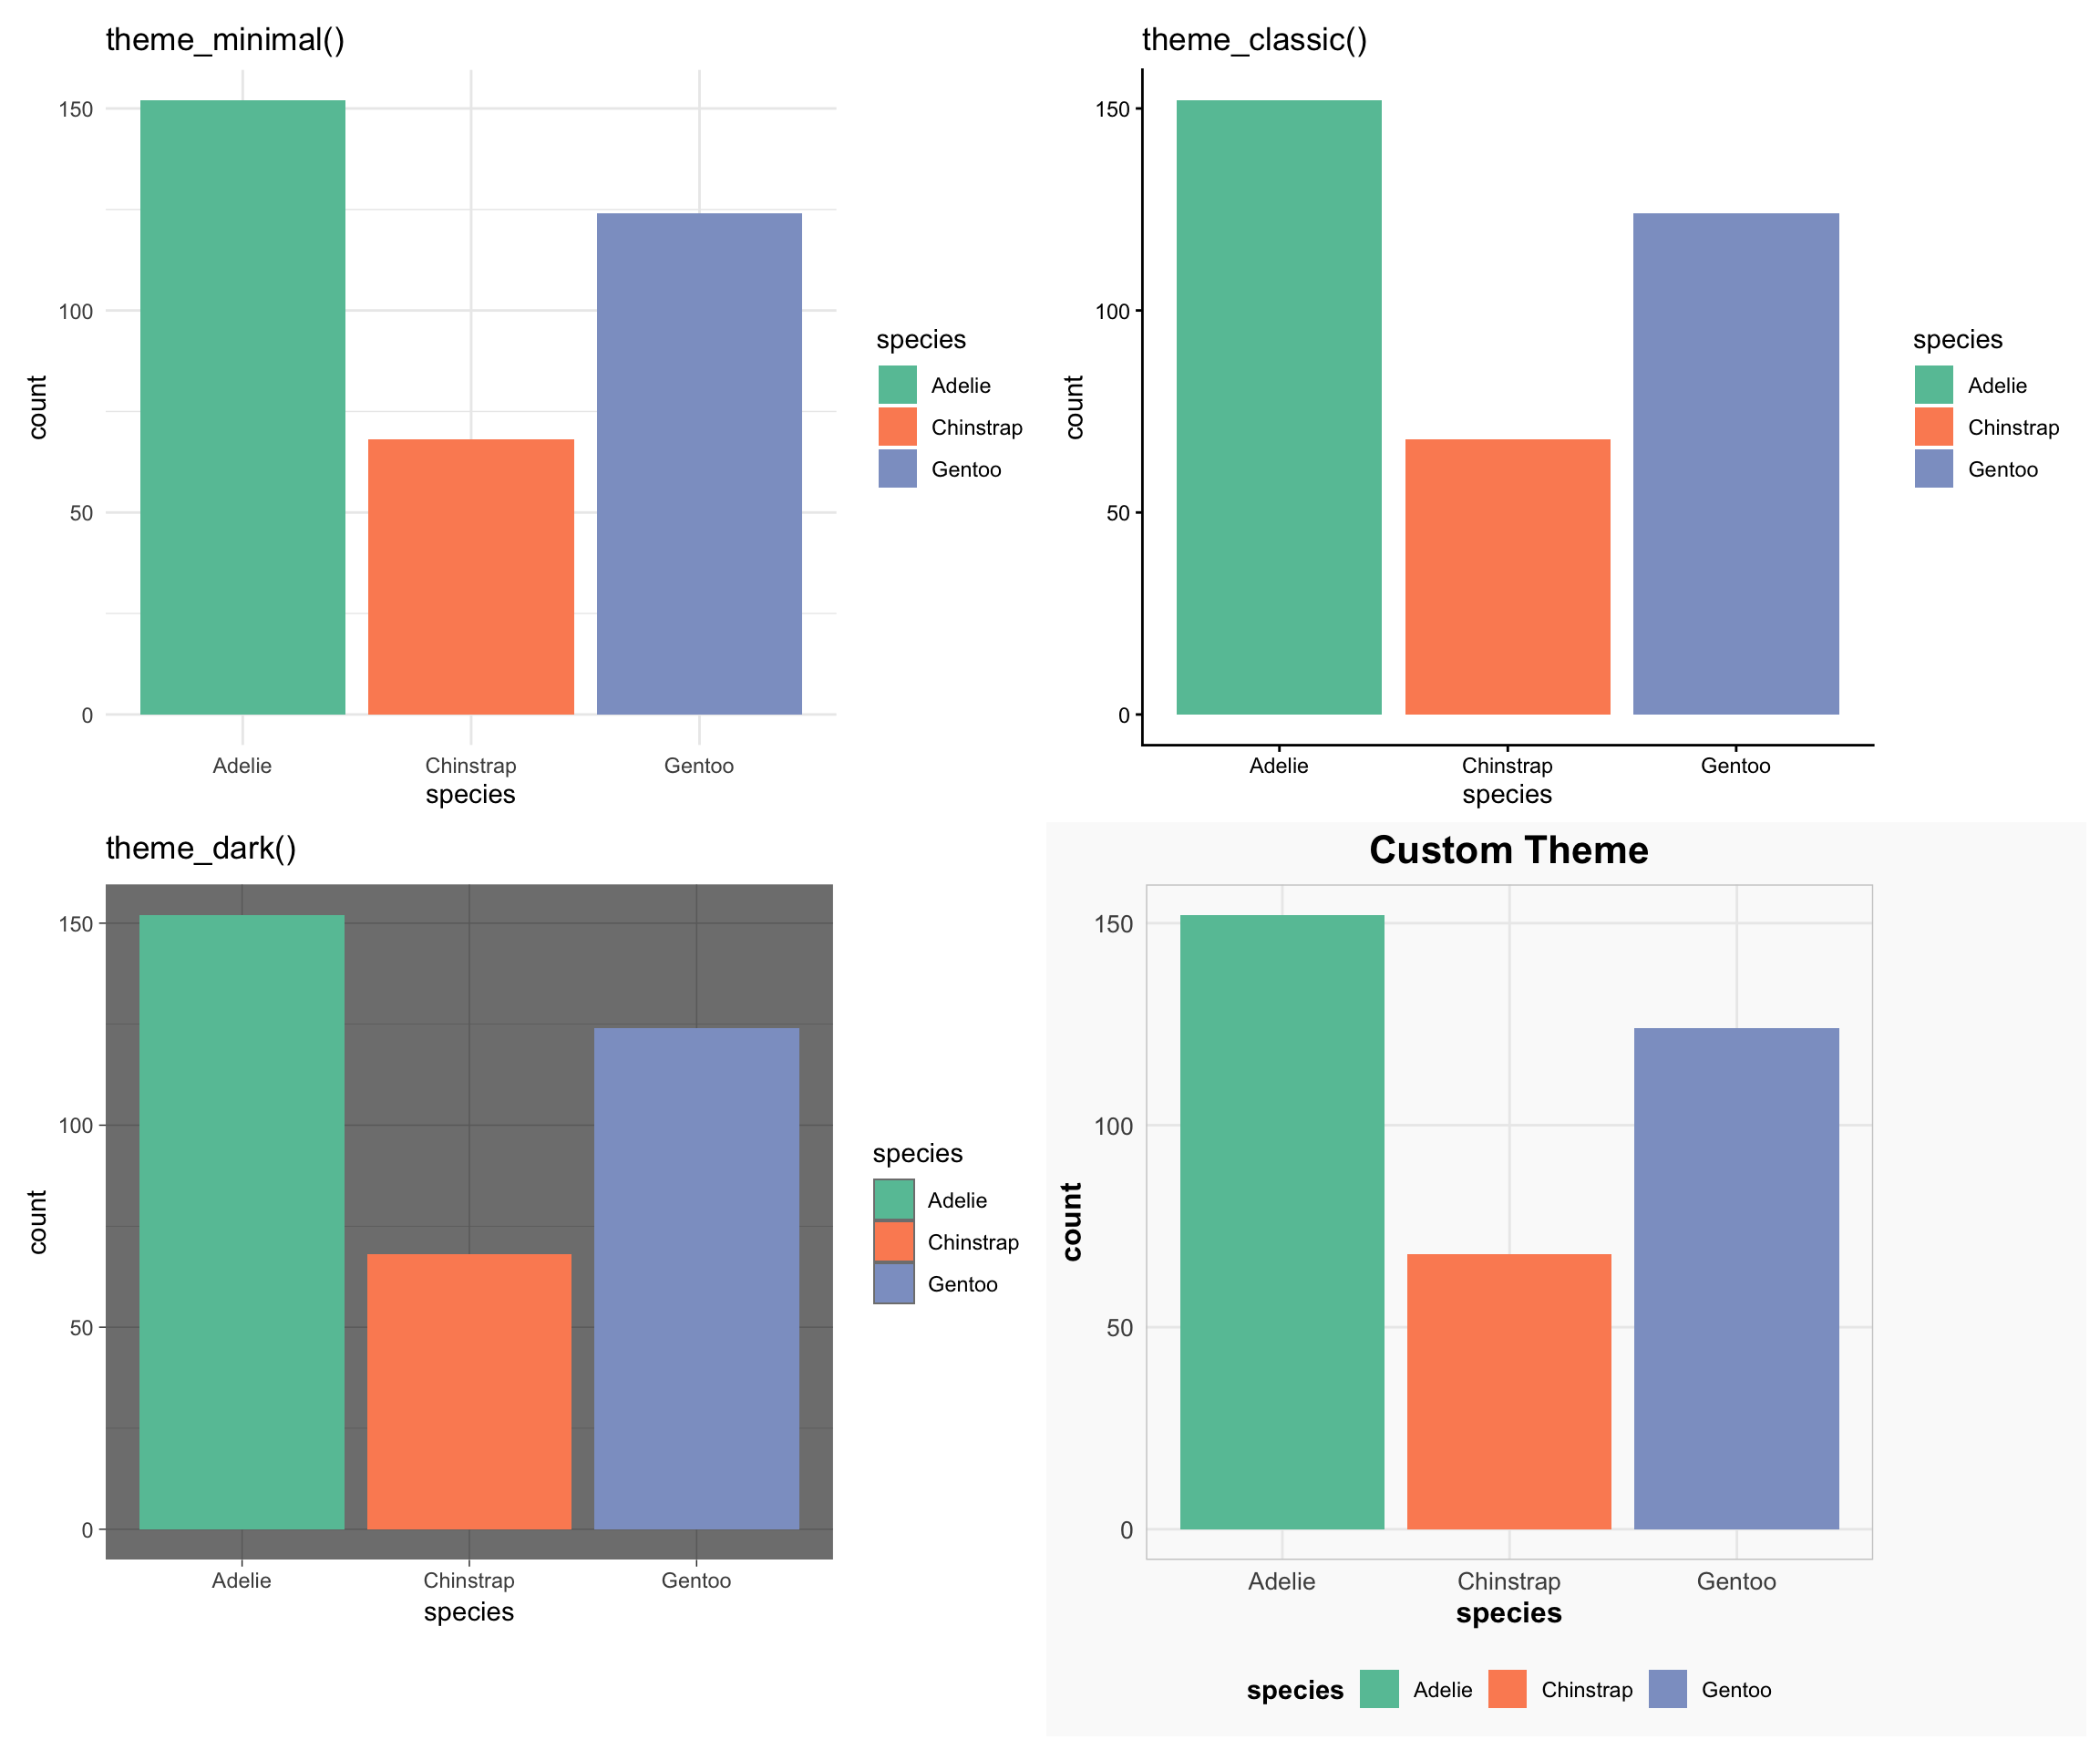 theme_minimal()
150
100
50
0
count
Adelie Chinstrap Gentoo
species
species
Adelie
Chinstrap
Gentoo
theme_classic()
150
100
50
0
count
Adelie Chinstrap Gentoo
species
species
Adelie
Chinstrap
Gentoo
theme_dark()
150
100
50
0
count
Adelie Chinstrap Gentoo
species
species
Adelie
Chinstrap
Gentoo
Custom Theme
150
100
50
0
count
Adelie Chinstrap Gentoo
species
species Adelie Chinstrap Gentoo